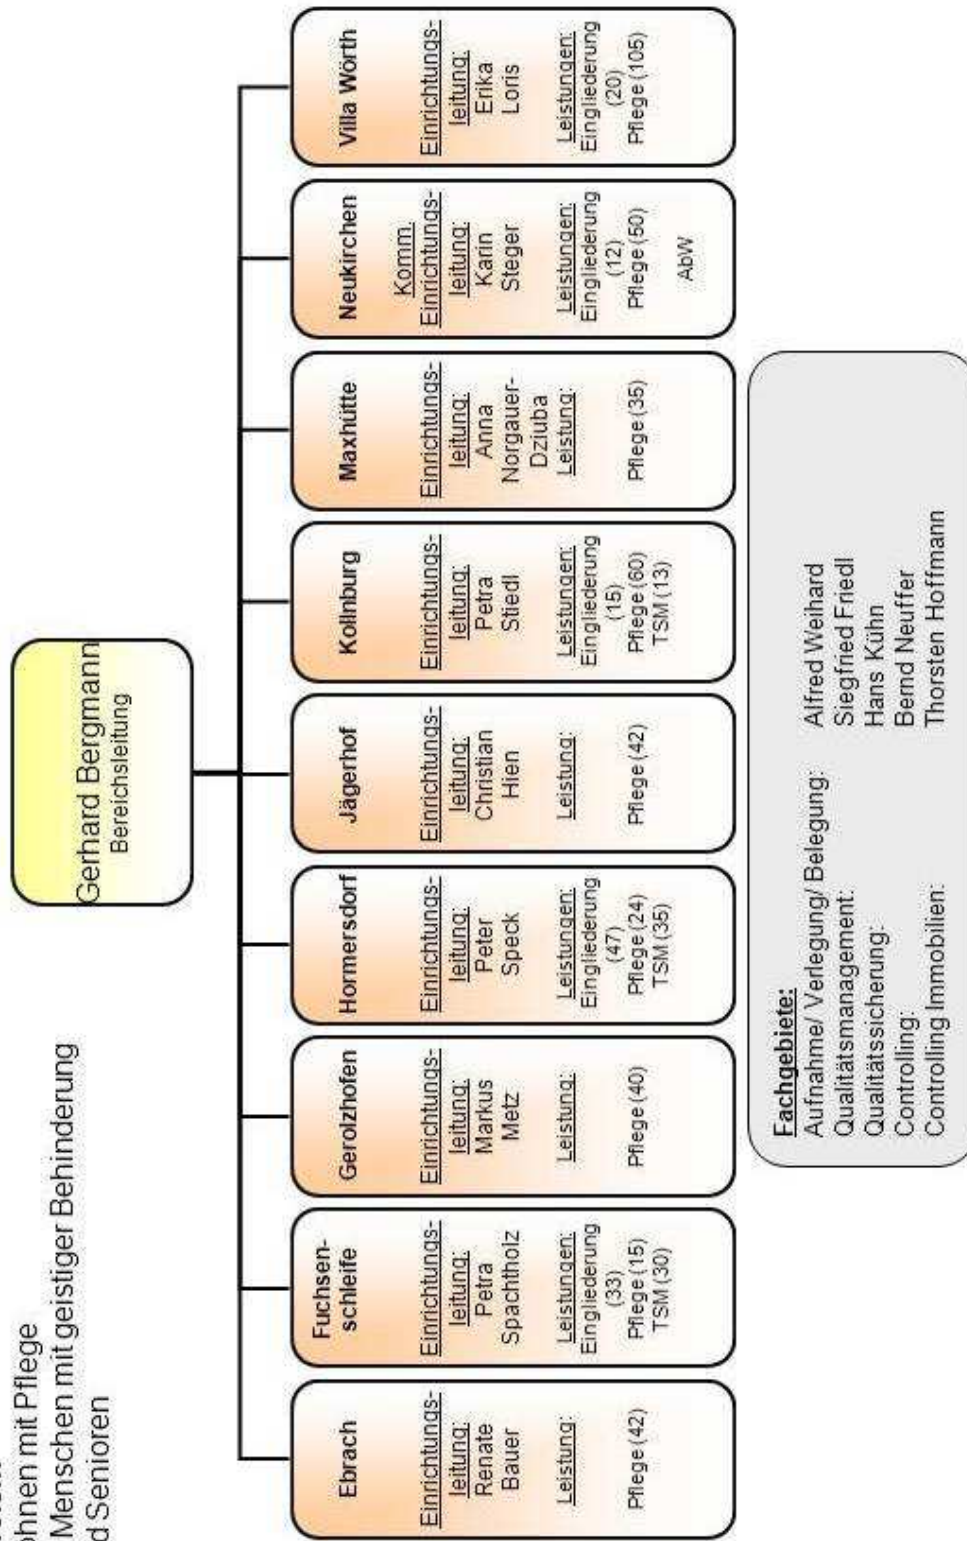 ohnen mit Pflege
Menschen mit geistiger Behinderung
d Senioren
Gerhard Bergmann
Bereichsleitung
Ebrach
Einrichtungs-
leitung:
Renate
Bauer
Leistung:
Pflege (42)
Fuchsen-
schleife
Einrichtungs-
leitung:
Petra
Spachtholz
Leistungen:
Eingliederung
(33)
Pflege (15)
TSM (30)
Gerolzhofen
Einrichtungs-
leitung:
Markus
Metz
Leistung:
Pflege (40)
Hormersdorf
Einrichtungs-
leitung:
Peter
Speck
Leistungen:
Eingliederung
(47)
Pflege (24)
TSM (35)
Jägerhof
Einrichtungs-
leitung:
Christian
Hien
Leistung:
Pflege (42)
Kollnburg
Einrichtungs-
leitung:
Petra
Stiedl
Leistungen:
Eingliederung
(15)
Pflege (60)
TSM (13)
Maxhütte
Einrichtungs-
leitung:
Anna
Norgauer-
Dziuba
Leistung:
Pflege (35)
Neukirchen
Komm.
Einrichtungs-
leitung:
Karin
Steger
Leistungen:
Eingliederung
(12)
Pflege (50)
AbW
Villa Wörth
Einrichtungs-
leitung:
Erika
Loris
Leistungen:
Eingliederung
(20)
Pflege (105)
Fachgebiete:
Aufnahme/ Verlegung/ Belegung: Alfred Weihard
Qualitätsmanagement: Siegfried Friedl
Qualitätssicherung: Hans Kühn
Controlling: Bernd Neuffer
Controlling Immobilien: Thorsten Hoffmann